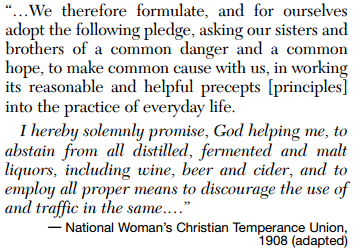 “…We therefore formulate, and for ourselves
adopt the following pledge, asking our sisters and
brothers of a common danger and a common
hope, to make common cause with us, in working
its reasonable and helpful precepts [principles]
into the practice of everyday life.
I hereby solemnly promise, God helping me, to
abstain from all distilled, fermented and malt
liquors, including wine, beer and cider, and to
employ all proper means to discourage the use of
and traffic in the same.…”
— National Woman’s Christian Temperance Union,
1908 (adapted)